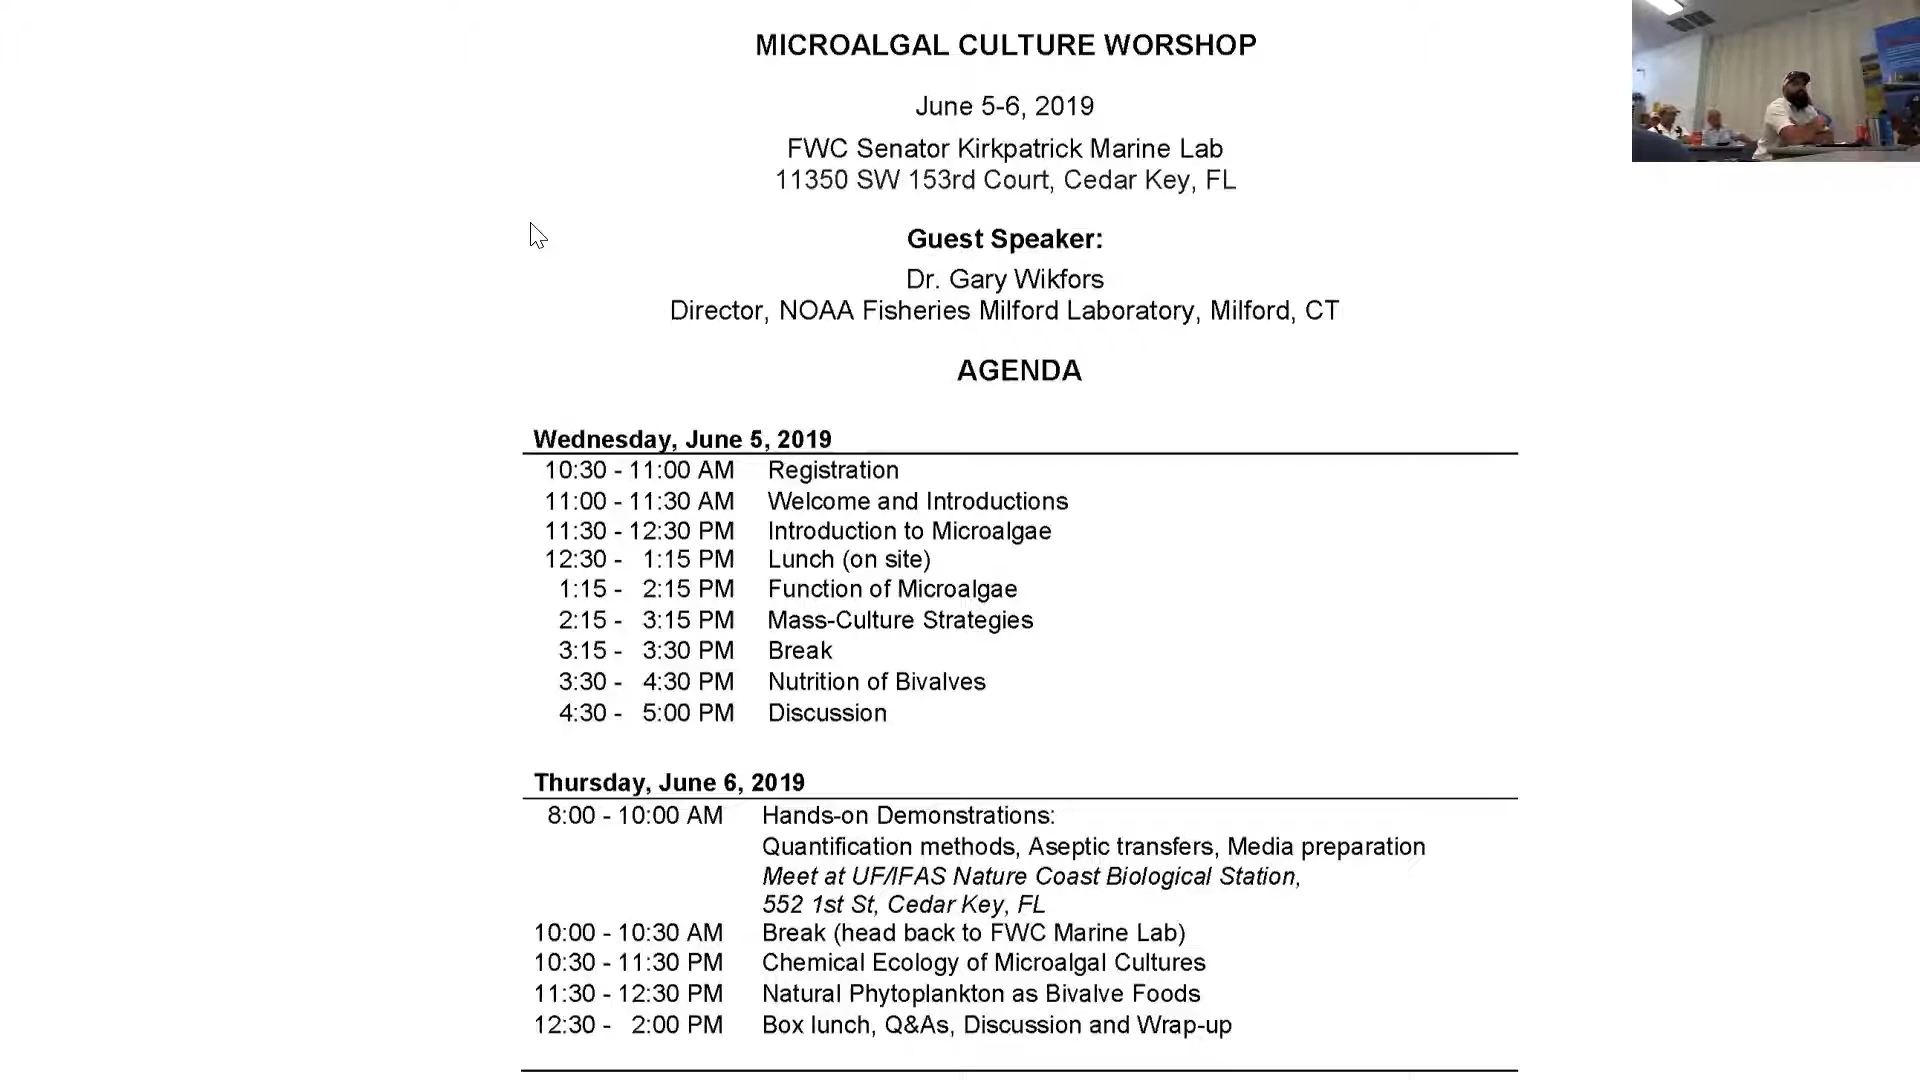 MICROALGAL CULTURE WORSHOP
June 5-6, 2019
FWC Senator Kirkpatrick Marine Lab
11350 SW 153rd Court, Cedar Key, FL
Guest Speaker:
Dr. Gary Wikfors
Director, NOAA Fisheries Milford Laboratory, Milford, CT
AGENDA
Wednesday, June 5, 2019
10:30 - 11:00 AM Registration
11:00 - 11:30 AM Welcome and Introductions
11:30 - 12:30 PM Introduction to Microalgae
12:30 - 1:15 PM Lunch (on site)
1:15 - 2:15 PM Function of Microalgae
2:15 - 3:15 PM Mass-Culture Strategies
3:15 - 3:30 PM Break
3:30 - 4:30 PM Nutrition of Bivalves
4:30 - 5:00 PM Discussion
Thursday, June 6, 2019
8:00 - 10:00 AM Hands-on Demonstrations:
Quantification methods, Aseptic transfers, Media preparation
Meet at UF/IFAS Nature Coast Biological Station,
552 1st St, Cedar Key, FL
10:00 - 10:30 AM Break (head back to FWC Marine Lab)
10:30 - 11:30 PM Chemical Ecology of Microalgal Cultures
11:30 - 12:30 PM Natural Phytoplankton as Bivalve Foods
12:30 - 2:00 PM Box lunch, Q&As, Discussion and Wrap-up